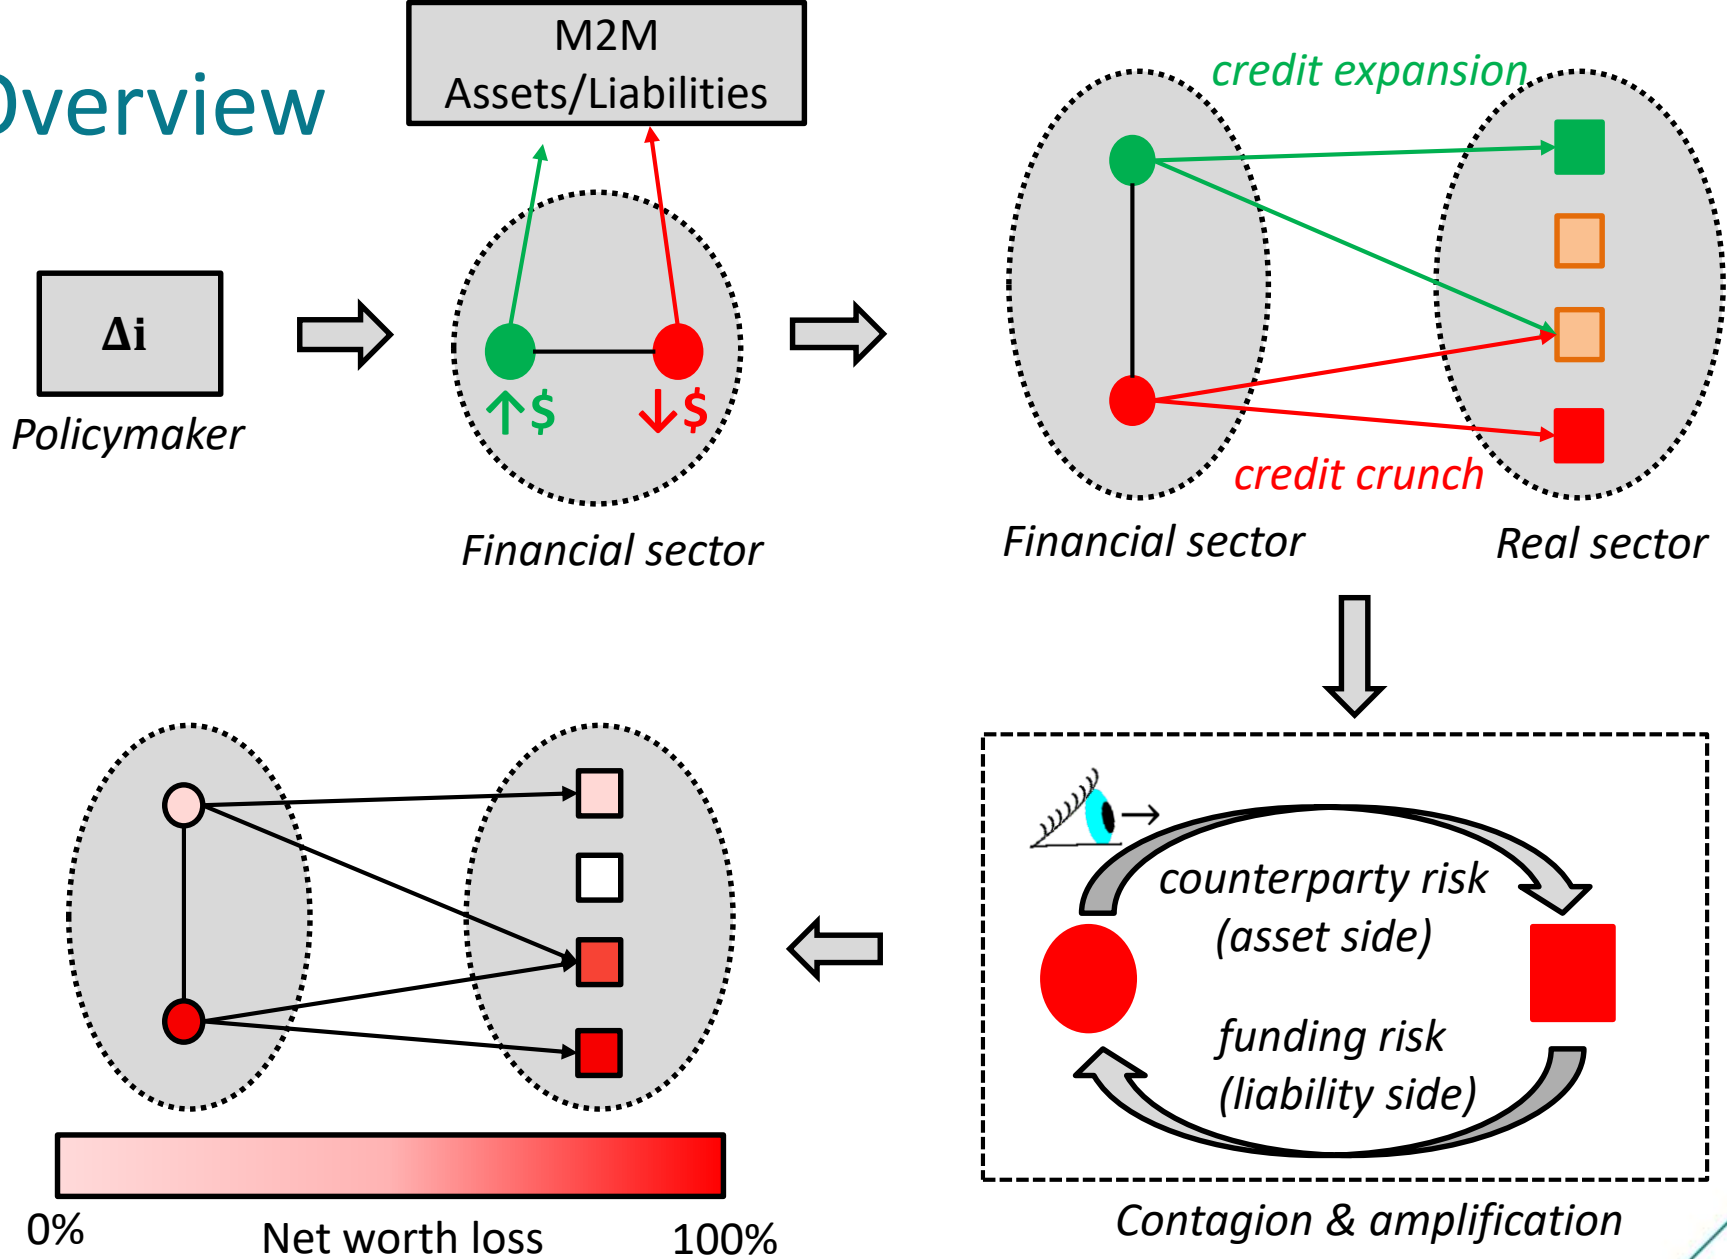 Overview
M2M
Assets/Liabilities
Δi
Policymaker
↑$ ↓$
Financial sector
credit expansion
credit crunch
Financial sector
Real sector
counterparty risk
(asset side)
funding risk
(liability side)
Contagion & amplification
0%
Net worth loss
100%